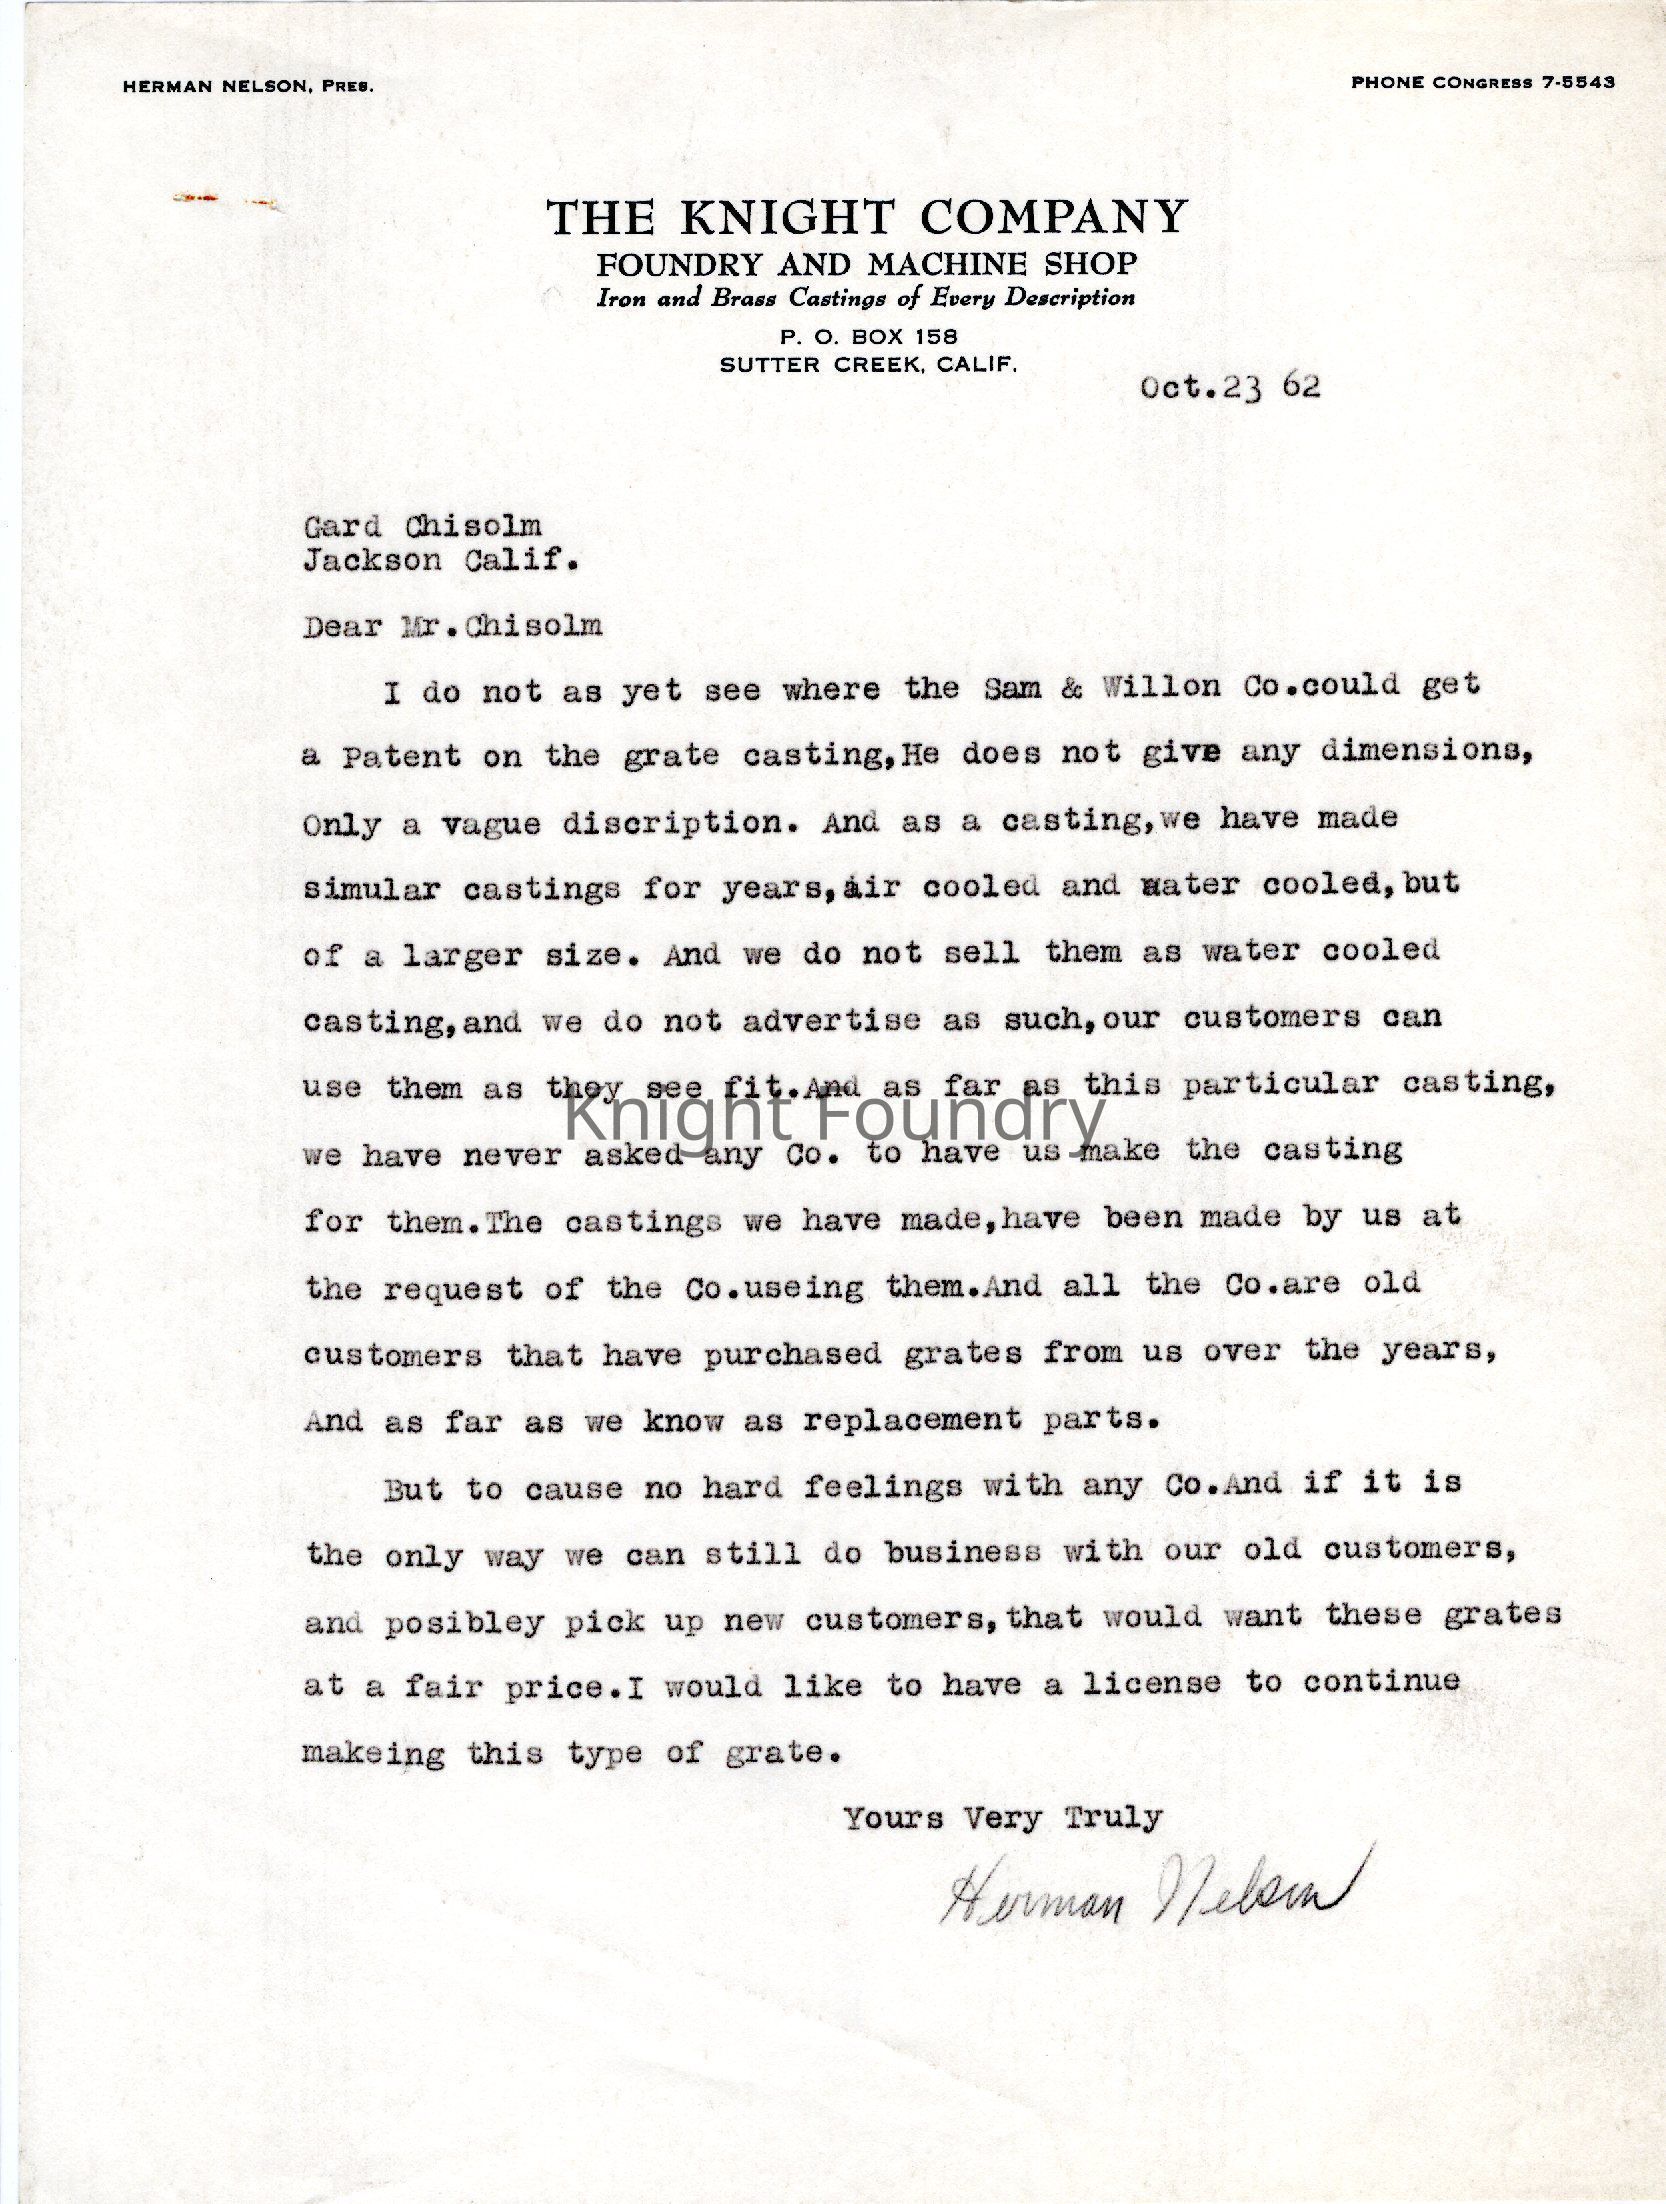 HERMAN NELSON, PRES.
PHONE CONGRESS 7-5543
THE KNIGHT COMPANY
FOUNDRY AND MACHINE SHOP
Iron and Brass Castings of Every Description
P. O. BOX 158
SUTTER CREEK, CALIF.
Oct.23 62
Gard Chisolm
Jackson Calif.
Dear Mr.Chisolm
I do not as yet see where the Sam & Willon Co.could get
a Patent on the grate casting,He does not give any dimensions,
Only a vague discription. And as a casting,we have made
simular castings for years,air cooled and water cooled,but
of a larger size. And we do not sell them as water cooled
casting,and we do not advertise as such,our customers can
use them as they see fit.And as far as this particular casting,
Knight Foundry
we have never asked any Co. to have us make the casting
for them.The castings we have made,have been made by us at
the request of the Co.useing them.And all the Co.are old
customers that have purchased grates from us over the years,
And as far as we know as replacement parts.
But to cause no hard feelings with any Co.And if it is
the only way we can still do business with our old customers,
and posibley pick up new customers,that would want these grates
at a fair price.I would like to have a license to continue
makeing this type of grate.
Yours Very Truly
Herman Nelson